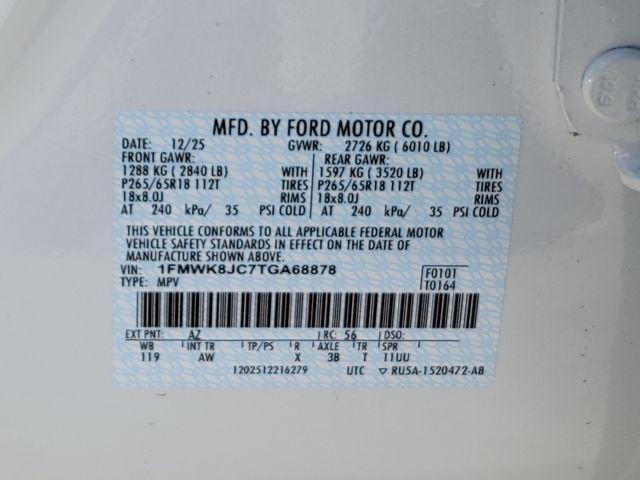 MFD. BY FORD MOTOR CO.
DATE: 12/25 GVWR: 2726 KG ( 6010 LB)
FRONT GAWR: REAR GAWR:
1288 KG ( 2840 LB) WITH 1597 KG ( 3520 LB) WITH
P265/65R18 112T TIRES P265/65R18 112T TIRES
18x8.0J RIMS 18x8.0J RIMS
AT 240 kPa/ 35 PSI COLD AT 240 kPa/ 35 PSI COLD
THIS VEHICLE CONFORMS TO ALL APPLICABLE FEDERAL MOTOR
VEHICLE SAFETY STANDARDS IN EFFECT ON THE DATE OF
MANUFACTURE SHOWN ABOVE.
VIN: 1FMWK8JC7TGA68878 F0101
TYPE: MPV T0164
EXT PNT: AZ RC: 56 DSO:
WB INT TR TP/PS R AXLE TR SPR
119 AW X 3B T 11UU
1202512216279 UTC ▽ RU5A-1520472-AB